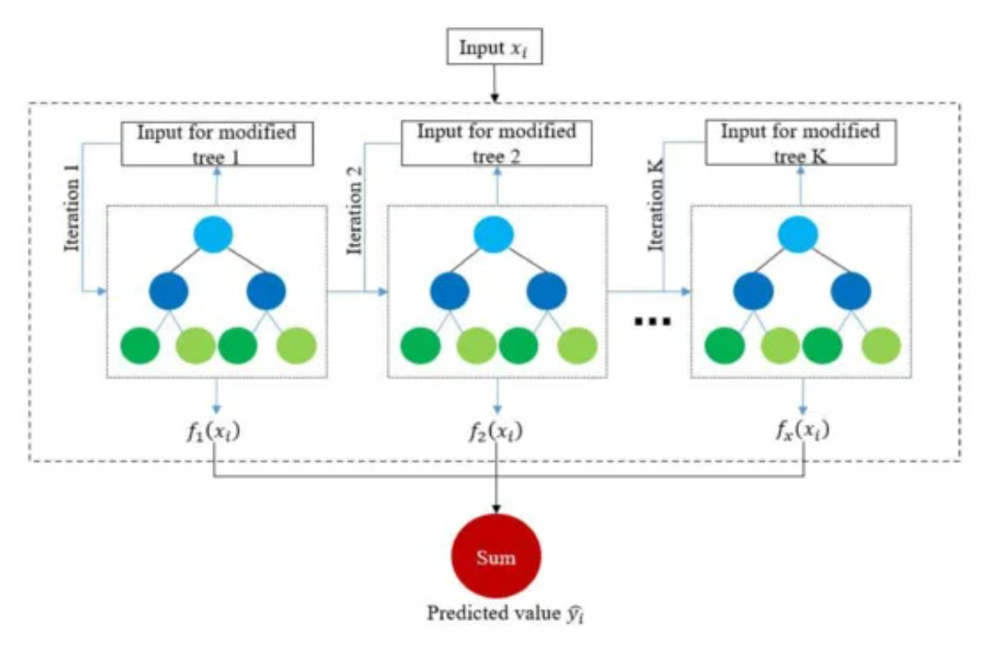 Input xᵢ
Input for modified
tree 1
Input for modified
tree 2
Input for modified
tree K
Iteration 1
Iteration 2
Iteration K
...
f₁(xᵢ)
f₂(xᵢ)
fₓ(xᵢ)
Sum
Predicted value ŷᵢ